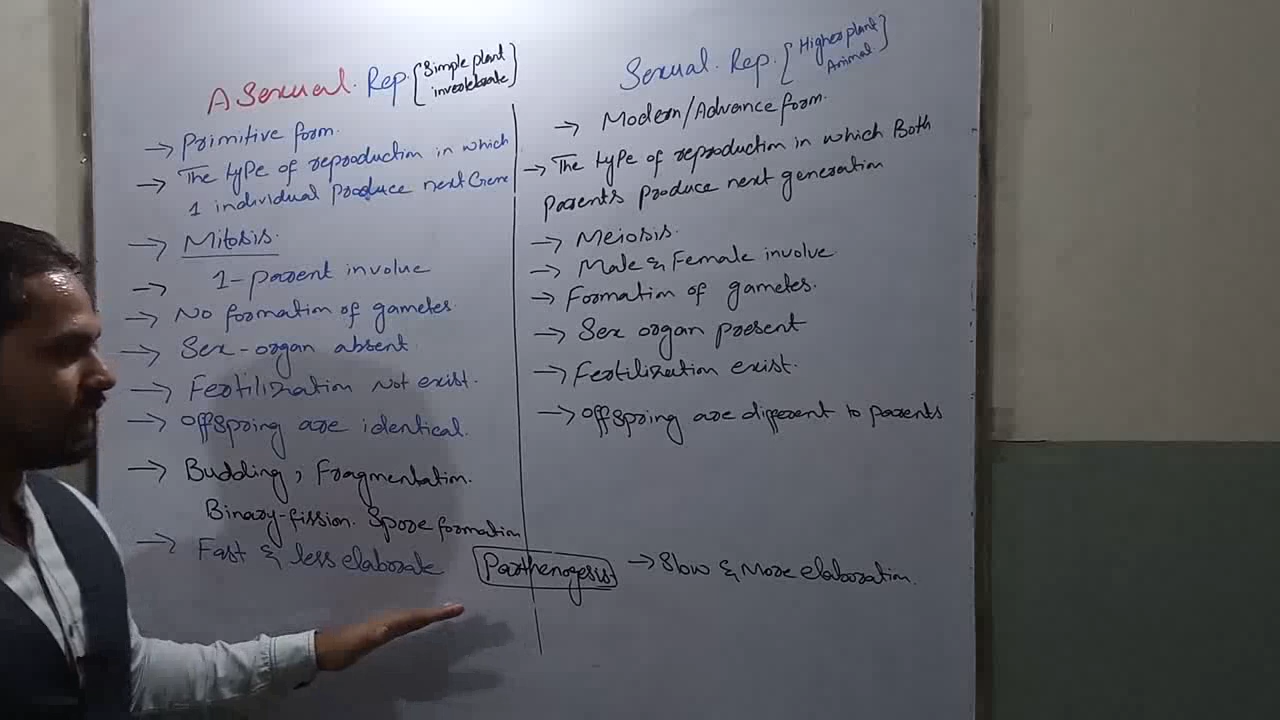 A Sexual. Rep. [Simple plant
invertebrate]
→ Primitive form.
→ The type of reproduction in which
1 individual produce next Gene
→ Mitosis.
→ 1-parent involve
→ No formation of gametes.
→ Sex-organ absent.
→ Fertilization Not exist.
→ Offspring are identical.
→ Budding, Fragmentation.
Binary-fission. Spore formation
→ Fast & less elaborate
Parthenogesis
Sexual. Rep. [Higher plant
Animal]
→ Modern/Advance form.
→ The type of reproduction in which Both
parents produce next generation
→ Meiosis.
→ Male & Female involve
→ Formation of gametes.
→ Sex organ present
→ Fertilization exist.
→ Offspring are different to parents
→ Slow & More elaboration.